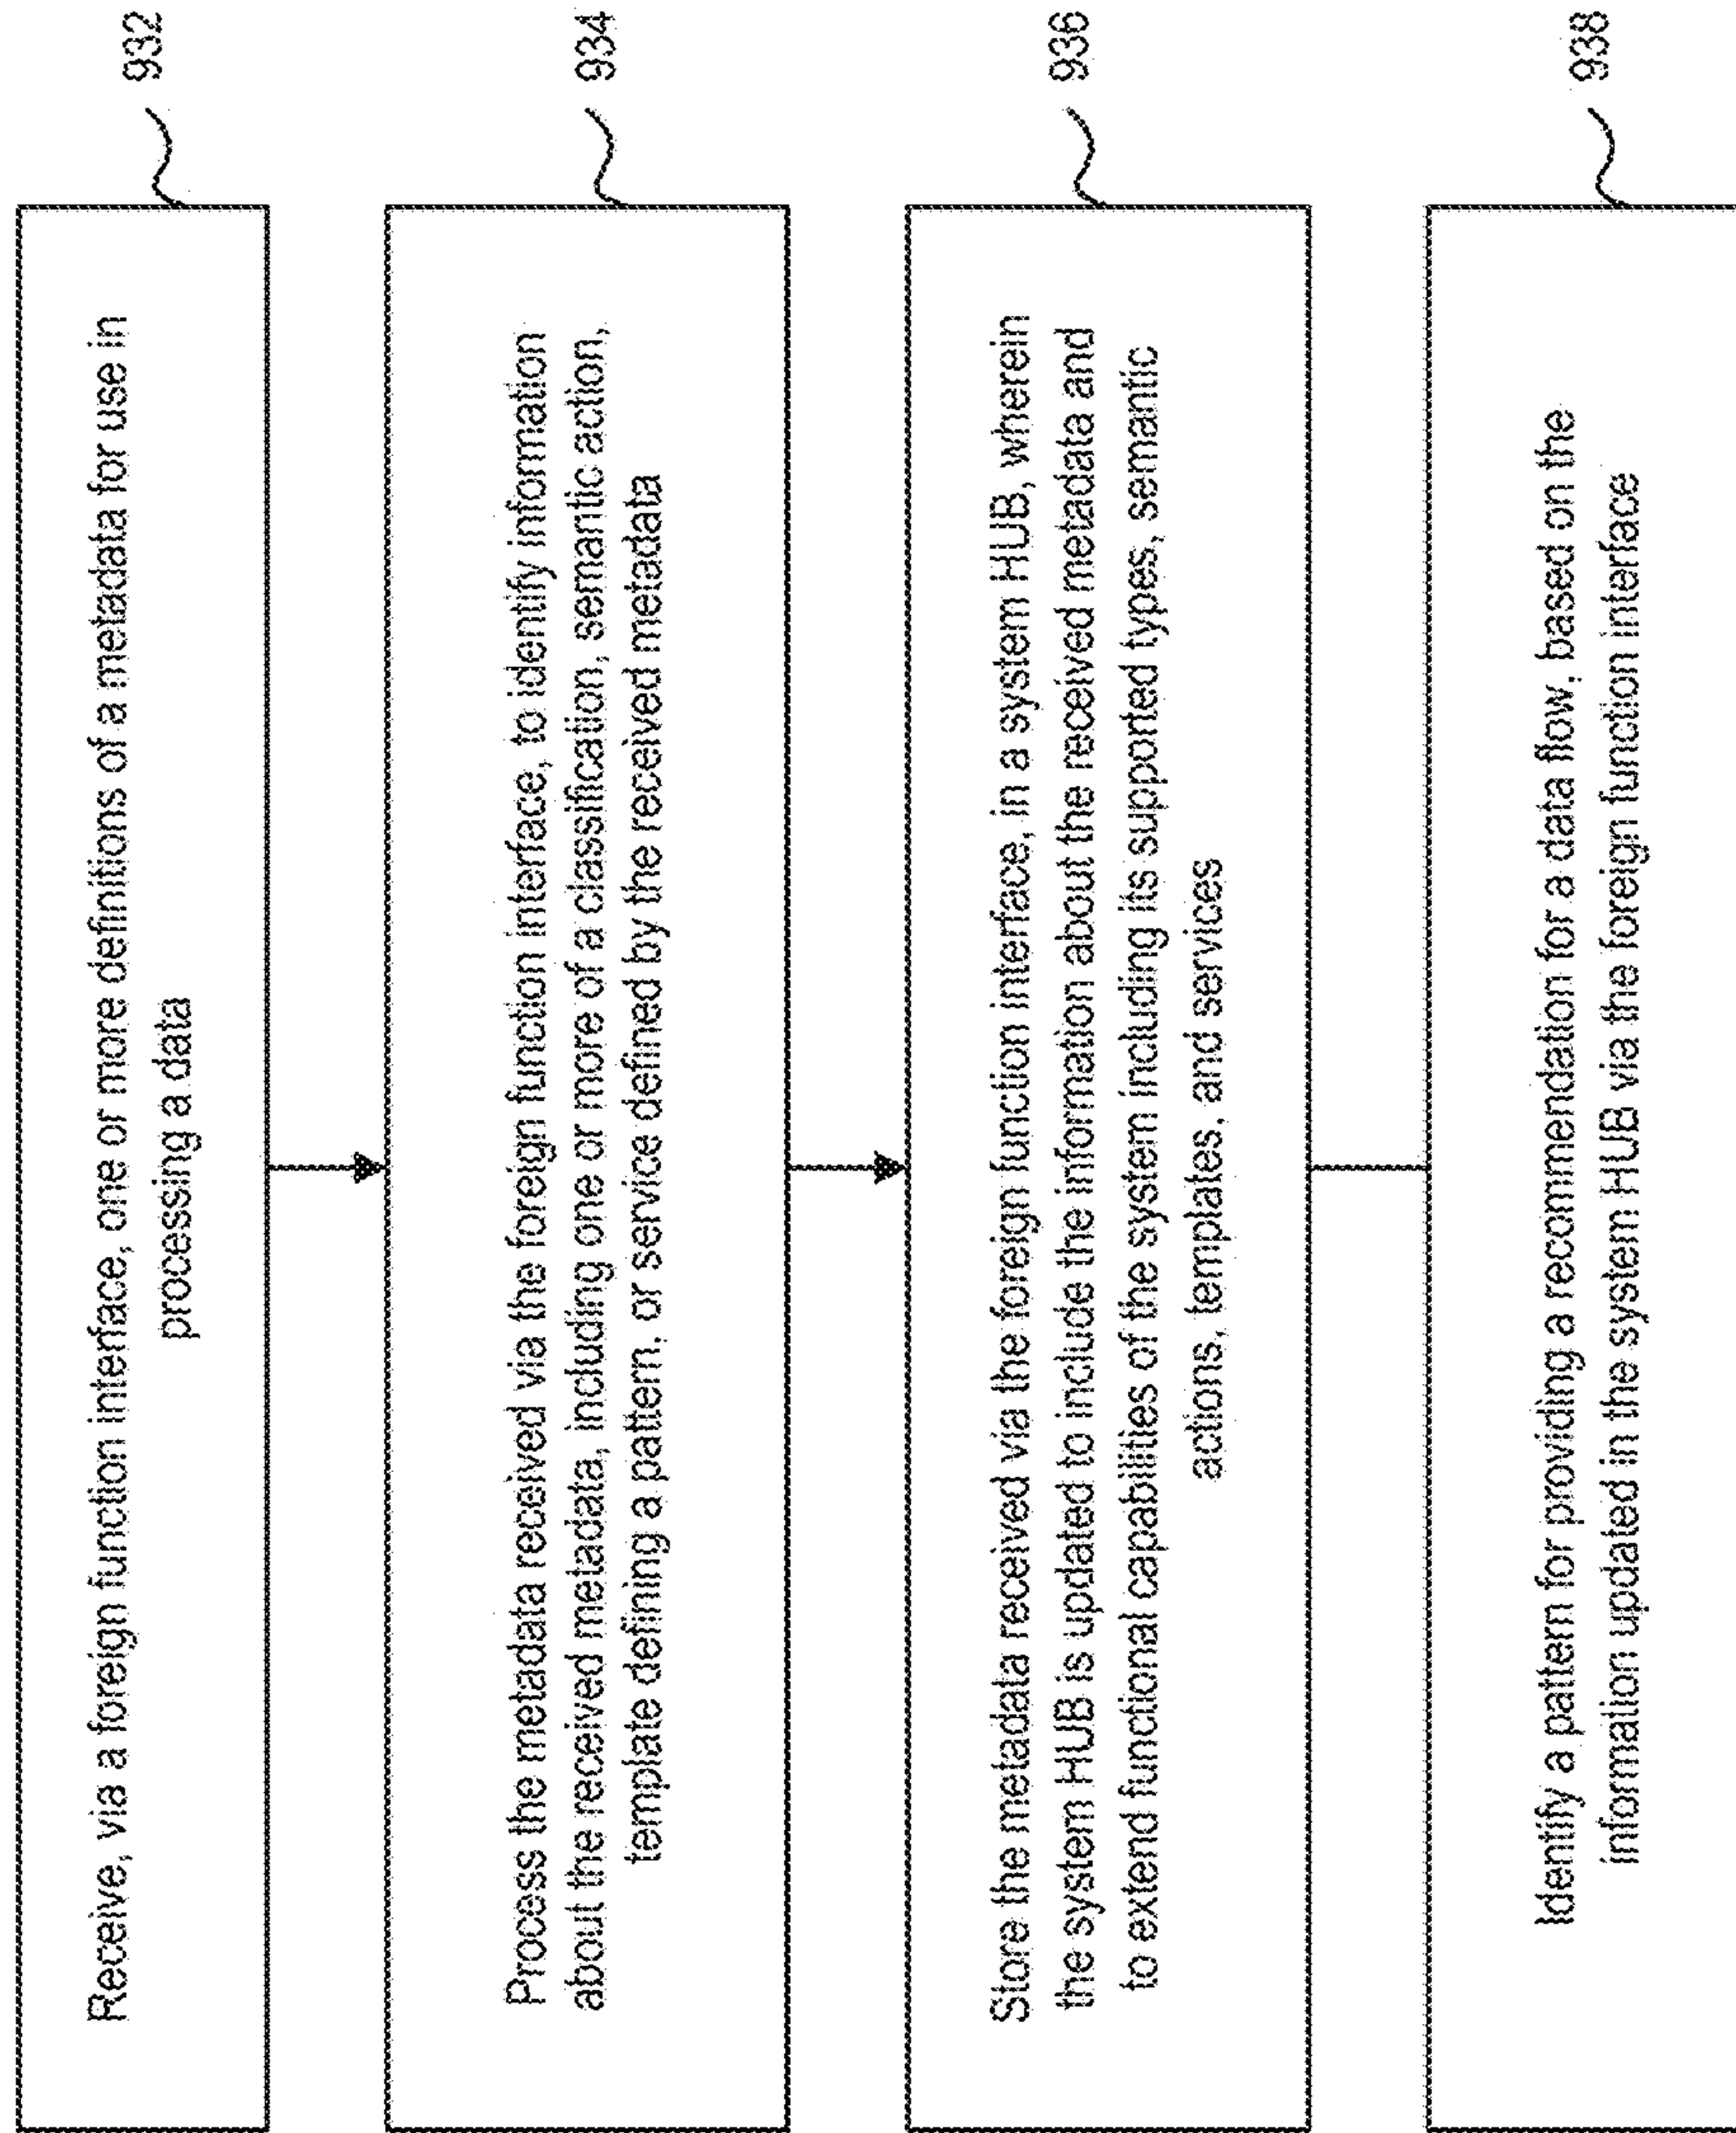 Receive, via a foreign function interface, one or more definitions of a metadata for use in
processing a data
932
Process the metadata received via the foreign function interface, to identify information
about the received metadata, including one or more of a classification, semantic action,
template defining a pattern, or service defined by the received metadata
934
Store the metadata received via the foreign function interface, in a system HUB, wherein
the system HUB is updated to include the information about the received metadata and
to extend functional capabilities of the system including its supported types, semantic
actions, templates, and services
936
Identify a pattern for providing a recommendation for a data flow, based on the
information updated in the system HUB via the foreign function interface
938